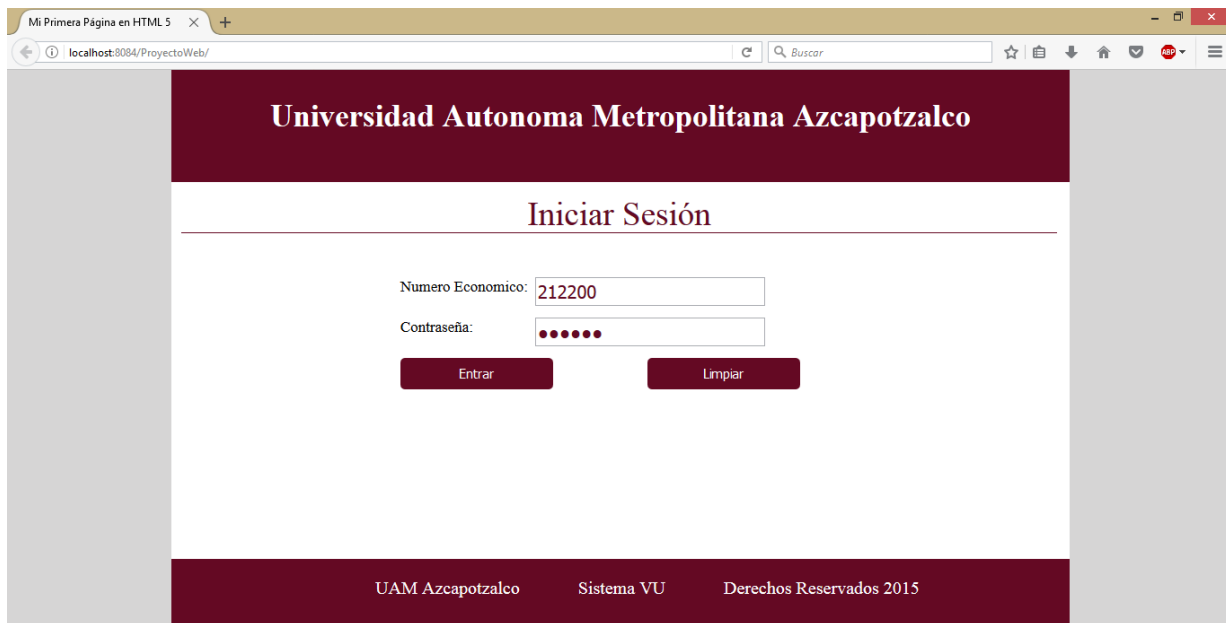 Mi Primera Página en HTML 5
localhost:8084/ProyectoWeb/
Buscar
ABP
Universidad Autonoma Metropolitana Azcapotzalco
Iniciar Sesión
Numero Economico: 212200
Contraseña: ●●●●●●
Entrar Limpiar
UAM Azcapotzalco Sistema VU Derechos Reservados 2015